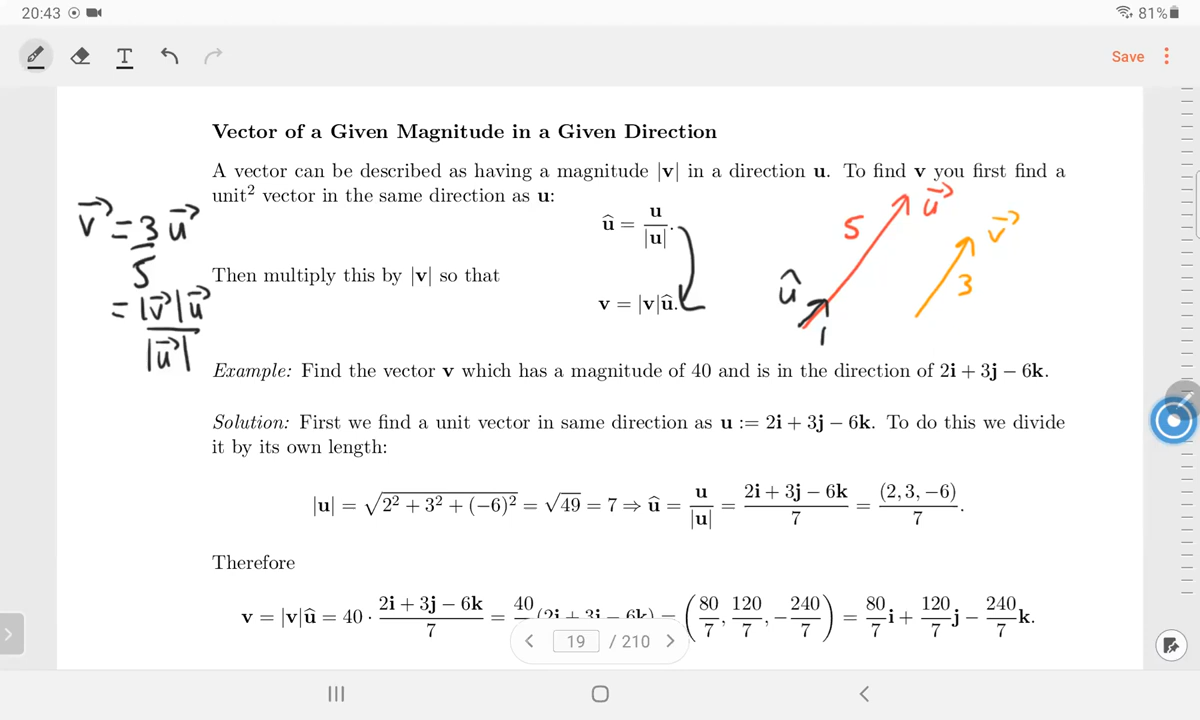 20:43 81%
T Save
Vector of a Given Magnitude in a Given Direction
A vector can be described as having a magnitude |v| in a direction u. To find v you first find a
unit² vector in the same direction as u:
û = u/|u|.
Then multiply this by |v| so that
v = |v|û.
v⃗ = 3/5 u⃗
= |v⃗|u⃗/|u⃗|
5 u⃗
û 1
v⃗ 3
Example: Find the vector v which has a magnitude of 40 and is in the direction of 2i + 3j − 6k.
Solution: First we find a unit vector in same direction as u := 2i + 3j − 6k. To do this we divide
it by its own length:
|u| = √(2² + 3² + (−6)²) = √49 = 7 ⇒ û = u/|u| = (2i + 3j − 6k)/7 = (2, 3, −6)/7.
Therefore
v = |v|û = 40 · (2i + 3j − 6k)/7 = 40 (2i + 3j − 6k) = (80/7, 120/7, −240/7) = 80/7 i + 120/7 j − 240/7 k.
19 / 210